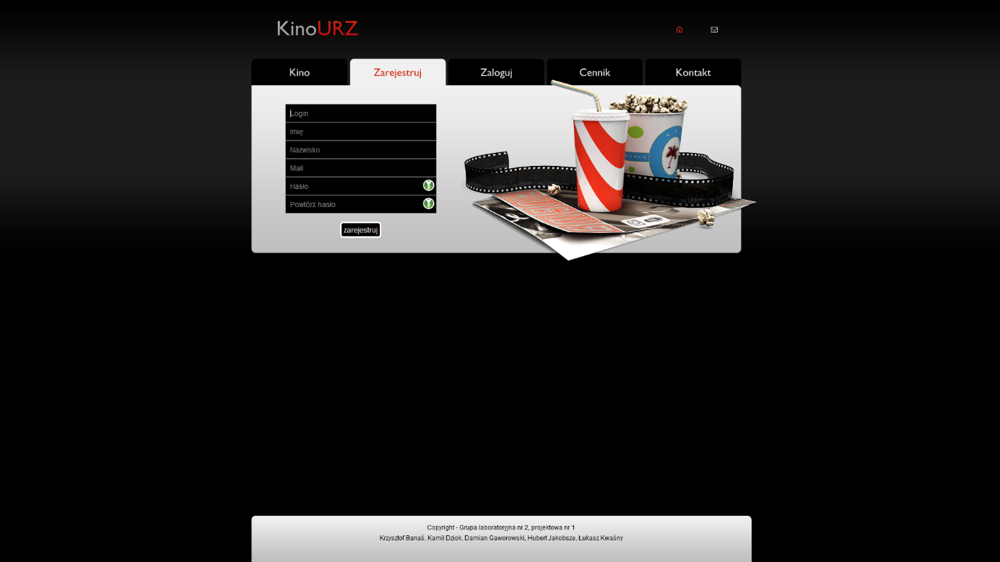 KinoURZ
Kino Zarejestruj Zaloguj Cennik Kontakt
Login
Imię
Nazwisko
Mail
Hasło
Powtórz hasło
zarejestruj
Copyright - Grupa laboratoryjna nr 2, projektowa nr 1
Krzysztof Banaś, Kamil Dziok, Damian Gaworowski, Hubert Jakobsze, Łukasz Kwaśny